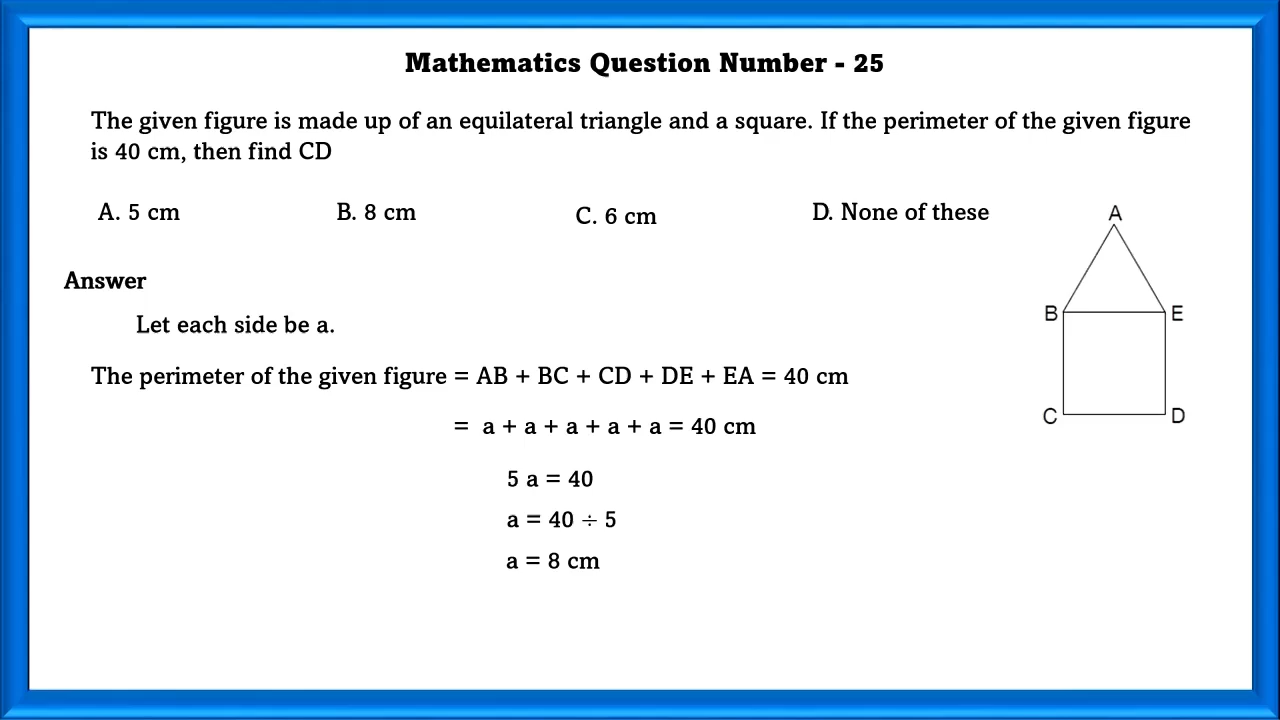 Mathematics Question Number - 25
The given figure is made up of an equilateral triangle and a square. If the perimeter of the given figure
is 40 cm, then find CD
A. 5 cm B. 8 cm C. 6 cm D. None of these
A
Answer
B E
Let each side be a.
The perimeter of the given figure = AB + BC + CD + DE + EA = 40 cm
C D
= a + a + a + a + a = 40 cm
5 a = 40
a = 40 ÷ 5
a = 8 cm